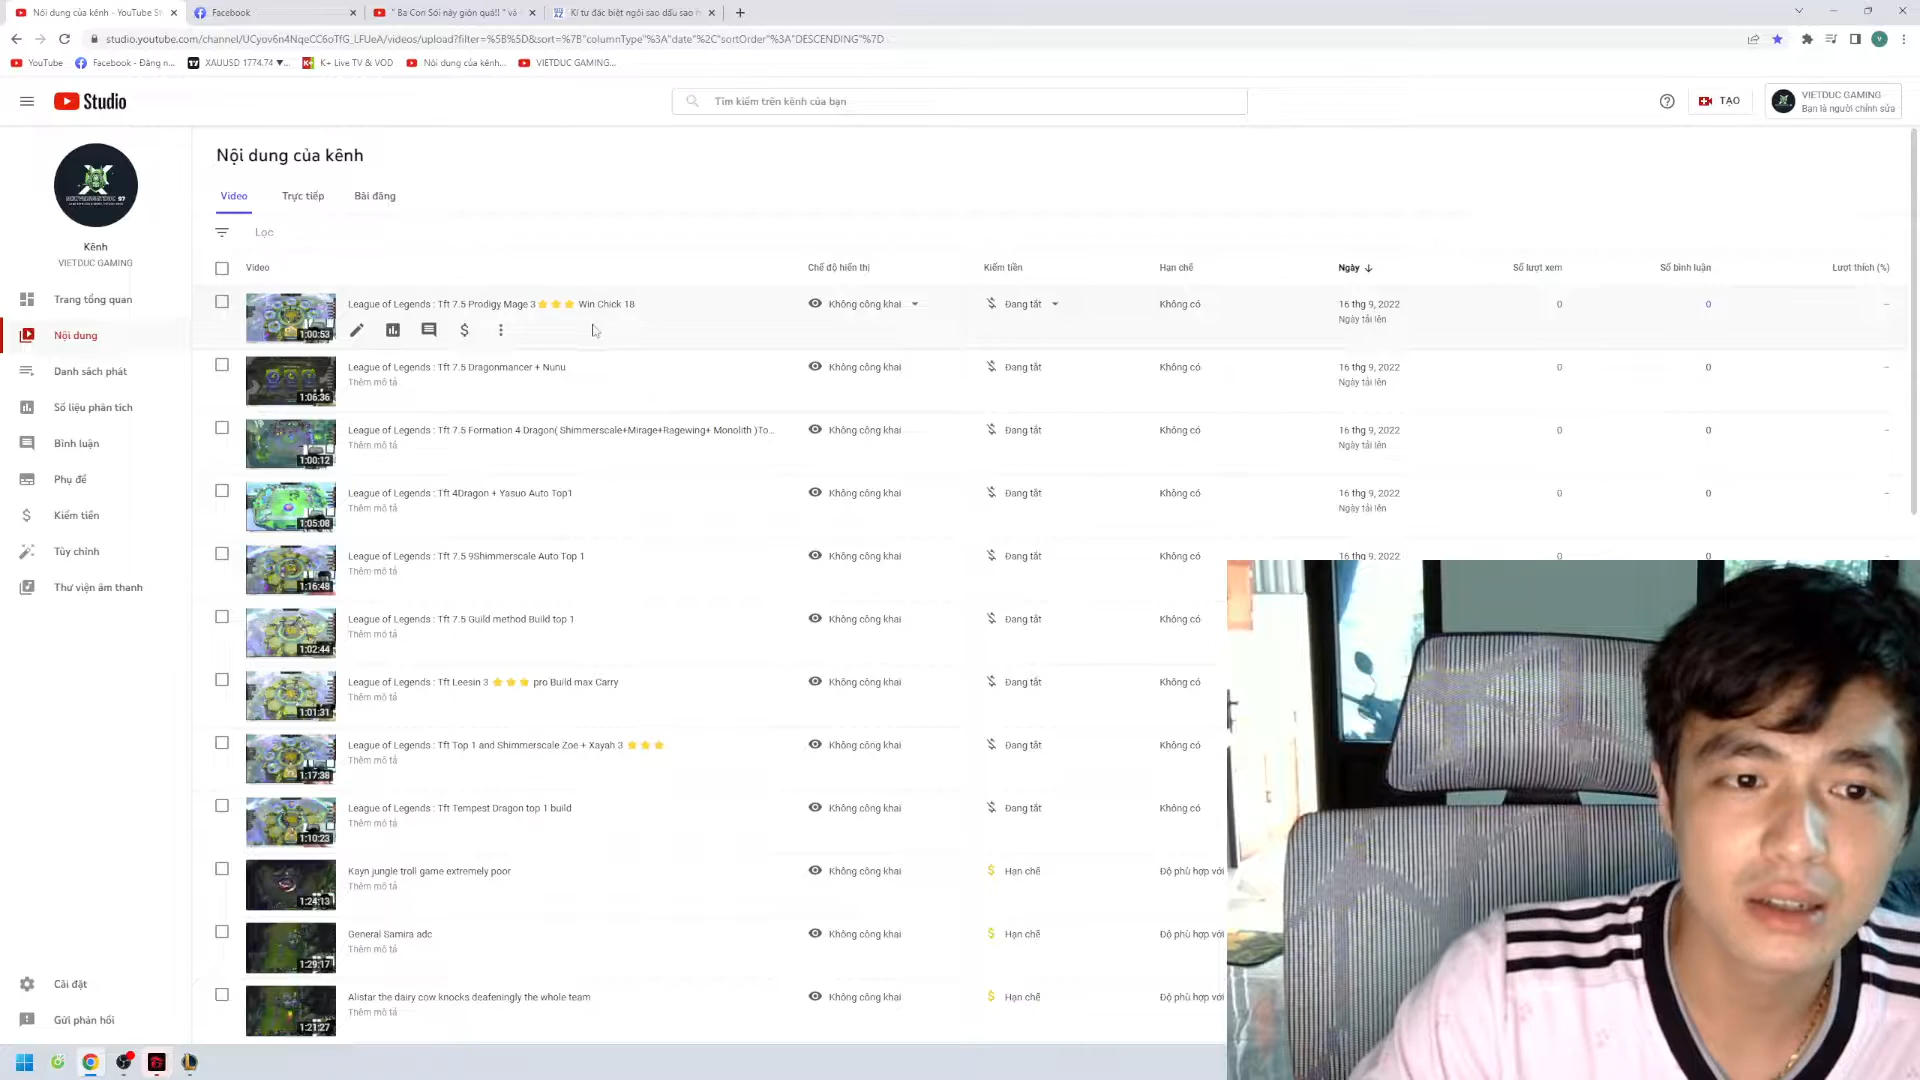 Nội dung của kênh - YouTube St
Facebook
" Ba Con Sói này giòn quá!! " và
Kí tự đặc biệt ngôi sao dấu sao h
studio.youtube.com/channel/UCyov6n4NqeCC6oTfG_LFUeA/videos/upload?filter=%5B%5D&sort=%7B"columnType"%3A"date"%2C"sortOrder"%3A"DESCENDING"%7D
YouTube
Facebook - Đăng n...
XAUUSD 1774.74 ▼...
K+ Live TV & VOD
Nội dung của kênh...
VIETDUC GAMING...
Studio
Tìm kiếm trên kênh của bạn
TẠO
VIETDUC GAMING
Bạn là người chỉnh sửa
Kênh
VIETDUC GAMING
Trang tổng quan
Nội dung
Danh sách phát
Số liệu phân tích
Bình luận
Phụ đề
Kiếm tiền
Tùy chỉnh
Thư viện âm thanh
Cài đặt
Gửi phản hồi
Nội dung của kênh
Video Trực tiếp Bài đăng
Lọc
Video Chế độ hiển thị Kiếm tiền Hạn chế Ngày ↓ Số lượt xem Số bình luận Lượt thích (%)
League of Legends : Tft 7.5 Prodigy Mage 3⭐⭐⭐ Win Chick 18 Không công khai Đang tắt Không có 16 thg 9, 2022 0 0 –
1:00:53 Ngày tải lên
League of Legends : Tft 7.5 Dragonmancer + Nunu Không công khai Đang tắt Không có 16 thg 9, 2022 0 0 –
1:06:36 Thêm mô tả Ngày tải lên
League of Legends : Tft 7.5 Formation 4 Dragon( Shimmerscale+Mirage+Ragewing+ Monolith )To... Không công khai Đang tắt Không có 16 thg 9, 2022 0 0 –
1:00:12 Thêm mô tả Ngày tải lên
League of Legends : Tft 4Dragon + Yasuo Auto Top1 Không công khai Đang tắt Không có 16 thg 9, 2022 0 0 –
1:05:08 Thêm mô tả Ngày tải lên
League of Legends : Tft 7.5 9Shimmerscale Auto Top 1 Không công khai Đang tắt Không có 16 thg 9, 2022 0 0 –
1:16:48 Thêm mô tả
League of Legends : Tft 7.5 Guild method Build top 1 Không công khai Đang tắt Không có
1:02:44 Thêm mô tả
League of Legends : Tft Leesin 3 ⭐⭐⭐ pro Build max Carry Không công khai Đang tắt Không có
1:01:31 Thêm mô tả
League of Legends : Tft Top 1 and Shimmerscale Zoe + Xayah 3 ⭐⭐⭐ Không công khai Đang tắt Không có
1:17:38 Thêm mô tả
League of Legends : Tft Tempest Dragon top 1 build Không công khai Đang tắt Không có
1:10:23 Thêm mô tả
Kayn jungle troll game extremely poor Không công khai Hạn chế Độ phù hợp với
1:24:13 Thêm mô tả
General Samira adc Không công khai Hạn chế Độ phù hợp với
1:29:17 Thêm mô tả
Alistar the dairy cow knocks deafeningly the whole team Không công khai Hạn chế Độ phù hợp với
1:21:27 Thêm mô tả